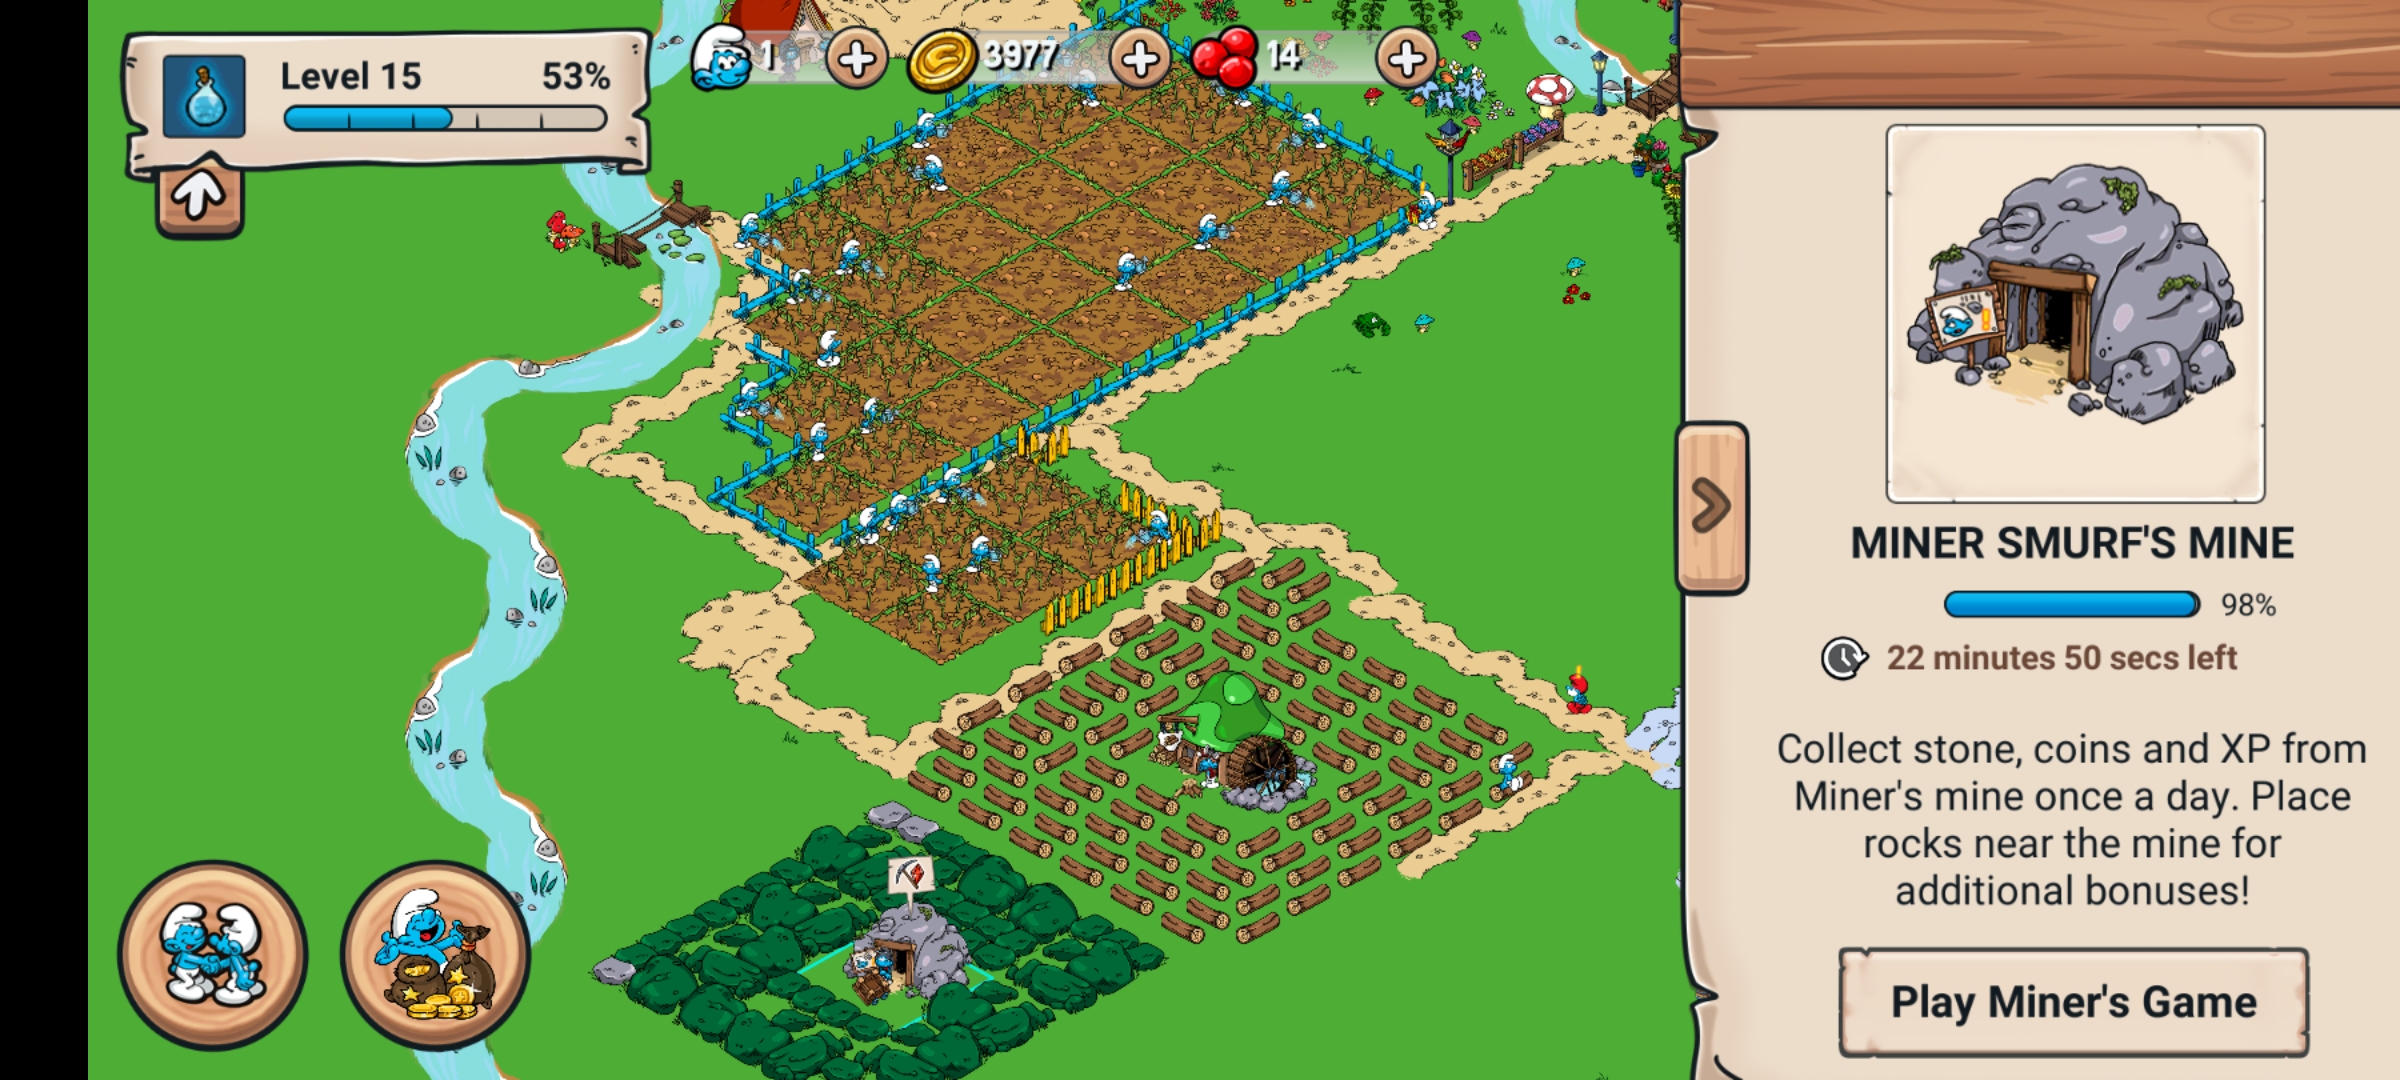 Level 15 53%
1 3977 14
MINER SMURF'S MINE
98%
22 minutes 50 secs left
Collect stone, coins and XP from
Miner's mine once a day. Place
rocks near the mine for
additional bonuses!
Play Miner's Game